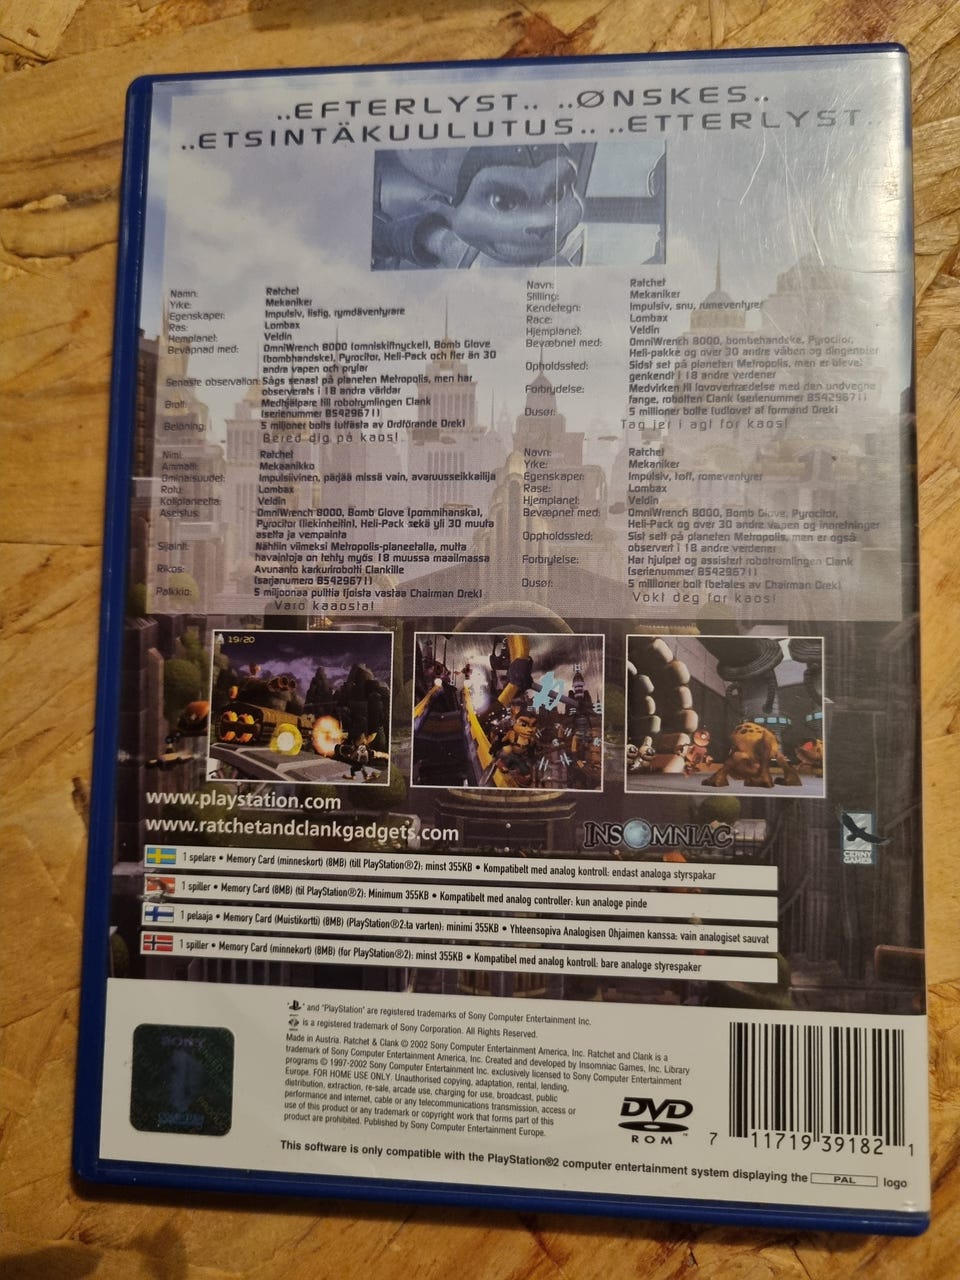 ..EFTERLYST.. ..ØNSKES..
..ETSINTÄKUULUTUS.. ..ETTERLYST..
Namn: Ratchet
Yrke: Mekaniker
Egenskaper: Impulsiv, listig, rymdäventyrare
Ras: Lombax
Hemplanet: Veldin
Beväpnad med: OmniWrench 8000 (omniskiftnyckel), Bomb Glove
(bombhandske), Pyrocitor, Heli-Pack och fler än 30
andra vapen och prylar
Senaste observation: Sågs senast på planeten Metropolis, men har
observerats i 18 andra världar
Brott: Medhjälpare till robotrymlingen Clank
(serienummer B5429671)
Belöning: 5 miljoner bolts (utfästa av Ordförande Drek)
Bered dig på kaos!
Navn: Ratchet
Stilling: Mekaniker
Kendetegn: Impulsiv, snu, rumeventyrer
Race: Lombax
Hjemplanet: Veldin
Bevæbnet med: OmniWrench 8000, bombehandske, Pyrocitor,
Heli-pakke og over 30 andre våben og dingenoter
Opholdssted: Sidst set på planeten Metropolis, men er blevet
genkendt i 18 andre verdener
Forbrydelse: Medvirken til lovovertrædelse med den undvegne
fange, robotten Clank (serienummer B5429671)
Dusør: 5 millioner bolte (udlovet af formand Drek)
Tag jer i agt for kaos!
Nimi: Ratchet
Ammatti: Mekaanikko
Ominaisuudet: Impulsiivinen, pärjää missä vain, avaruusseikkailija
Rotu: Lombax
Kotiplaneetta: Veldin
Aseistus: OmniWrench 8000, Bomb Glove (pommihanska),
Pyrocitor (liekinheitin), Heli-Pack sekä yli 30 muuta
asetta ja vempainta
Sijainti: Nähtiin viimeksi Metropolis-planeetalla, mutta
havaintoja on tehty myös 18 muussa maailmassa
Rikos: Avunanto karkurirobotti Clankille
(sarjanumero B5429671)
Palkkio: 5 miljoonaa pulttia (joista vastaa Chairman Drek)
Varo kaaosta!
Navn: Ratchet
Yrke: Mekaniker
Egenskaper: Impulsiv, tøff, romeventyrer
Rase: Lombax
Hjemplanet: Veldin
Bevæpnet med: OmniWrench 8000, Bomb Glove, Pyrocitor,
Heli-Pack og over 30 andre vapen og innretninger
Oppholdssted: Sist sett på planeten Metropolis, men er også
observert i 18 andre verdener
Forbrytelse: Har hjulpet og assistert robotrømlingen Clank
(serienummer B5429671)
Dusør: 5 millioner bolt (betales av Chairman Drek)
Vokt deg for kaos!
19/20
www.playstation.com
www.ratchetandclankgadgets.com
INSOMNIAC
CERNY
GAMES
1 spelare • Memory Card (minneskort) (8MB) (till PlayStation®2): minst 355KB • Kompatibelt med analog kontroll: endast analoga styrspakar
1 spiller • Memory Card (8MB) (til PlayStation®2): Minimum 355KB • Kompatibelt med analog controller: kun analoge pinde
1 pelaaja • Memory Card (Muistikortti) (8MB) (PlayStation®2:ta varten): minimi 355KB • Yhteensopiva Analogisen Ohjaimen kanssa: vain analogiset sauvat
1 spiller • Memory Card (minnekort) (8MB) (for PlayStation®2): minst 355KB • Kompatibel med analog kontroll: bare analoge styrespaker
SONY
" " and "PlayStation" are registered trademarks of Sony Computer Entertainment Inc.
is a registered trademark of Sony Corporation. All Rights Reserved.
Made in Austria. Ratchet & Clank © 2002 Sony Computer Entertainment America, Inc. Ratchet and Clank is a
trademark of Sony Computer Entertainment America, Inc. Created and developed by Insomniac Games, Inc. Library
programs © 1997-2002 Sony Computer Entertainment Inc. exclusively licensed to Sony Computer Entertainment
Europe. FOR HOME USE ONLY. Unauthorised copying, adaptation, rental, lending,
distribution, extraction, re-sale, arcade use, charging for use, broadcast, public
performance and internet, cable or any telecommunications transmission, access or
use of this product or any trademark or copyright work that forms part of this
product are prohibited. Published by Sony Computer Entertainment Europe.
DVD
ROM ™
7 11719 39182 1
This software is only compatible with the PlayStation®2 computer entertainment system displaying the PAL logo